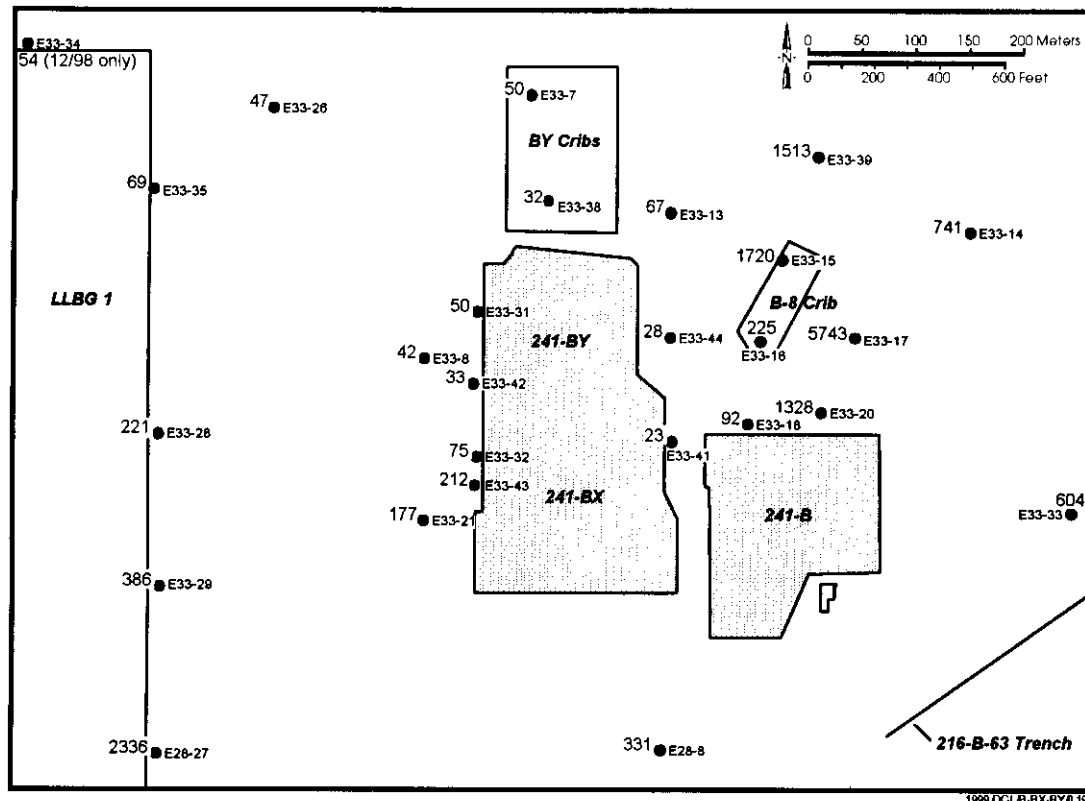 0 50 100 150 200 Meters
-N-
0 200 400 600 Feet
E33-34
54 (12/98 only)
47 E33-26
50 E33-7
BY Cribs
1513 E33-39
69 E33-35
32 E33-38
67 E33-13
741 E33-14
1720 E33-15
LLBG 1
B-8 Crib
50 E33-31
241-BY
28 E33-44
225
E33-16
5743 E33-17
42 E33-8
33 E33-42
1328 E33-20
92 E33-18
221 E33-28
23
E33-41
75 E33-32
212 E33-43
241-BX
241-B
604
E33-33
177 E33-21
386 E33-29
2336 E28-27
331 E28-8
216-B-63 Trench